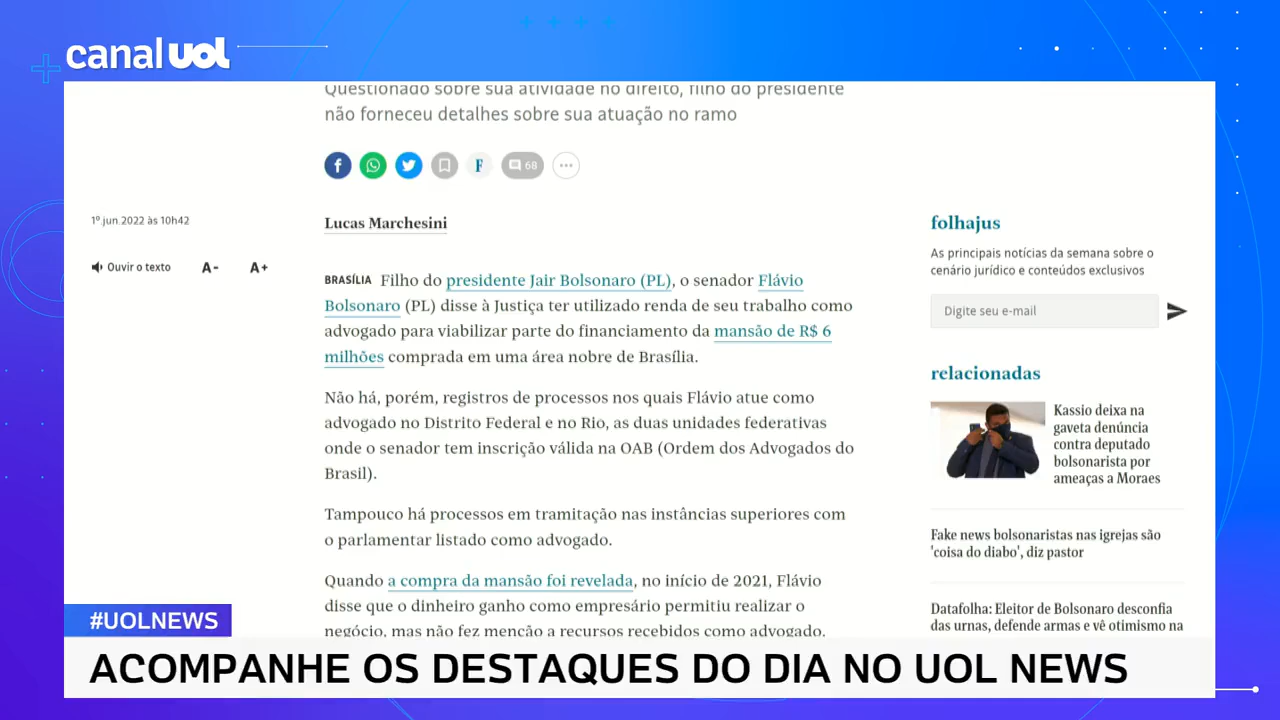 canal uol
Questionado sobre sua atividade no direito, filho do presidente
não forneceu detalhes sobre sua atuação no ramo
F
68
1º.jun.2022 às 10h42
Ouvir o texto
A-
A+
Lucas Marchesini
BRASÍLIA Filho do presidente Jair Bolsonaro (PL), o senador Flávio
Bolsonaro (PL) disse à Justiça ter utilizado renda de seu trabalho como
advogado para viabilizar parte do financiamento da mansão de R$ 6
milhões comprada em uma área nobre de Brasília.
Não há, porém, registros de processos nos quais Flávio atue como
advogado no Distrito Federal e no Rio, as duas unidades federativas
onde o senador tem inscrição válida na OAB (Ordem dos Advogados do
Brasil).
Tampouco há processos em tramitação nas instâncias superiores com
o parlamentar listado como advogado.
Quando a compra da mansão foi revelada, no início de 2021, Flávio
disse que o dinheiro ganho como empresário permitiu realizar o
negócio, mas não fez menção a recursos recebidos como advogado.
folhajus
As principais notícias da semana sobre o
cenário jurídico e conteúdos exclusivos
Digite seu e-mail
relacionadas
Kassio deixa na
gaveta denúncia
contra deputado
bolsonarista por
ameaças a Moraes
Fake news bolsonaristas nas igrejas são
'coisa do diabo', diz pastor
Datafolha: Eleitor de Bolsonaro desconfia
das urnas, defende armas e vê otimismo na
#UOLNEWS
ACOMPANHE OS DESTAQUES DO DIA NO UOL NEWS